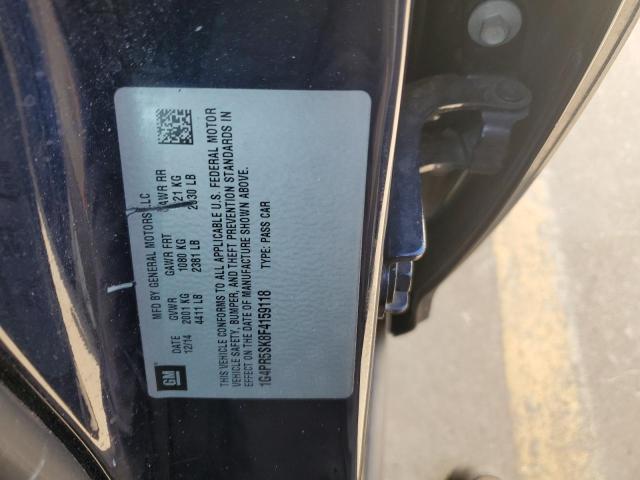 GM
MFD BY GENERAL MOTORS LLC
DATE GVWR GAWR FRT GAWR RR
12/14 2001 KG 1080 KG 921 KG
4411 LB 2381 LB 2030 LB
THIS VEHICLE CONFORMS TO ALL APPLICABLE U.S. FEDERAL MOTOR
VEHICLE SAFETY, BUMPER, AND THEFT PREVENTION STANDARDS IN
EFFECT ON THE DATE OF MANUFACTURE SHOWN ABOVE.
1G4PR5SK8F4159118 TYPE: PASS CAR